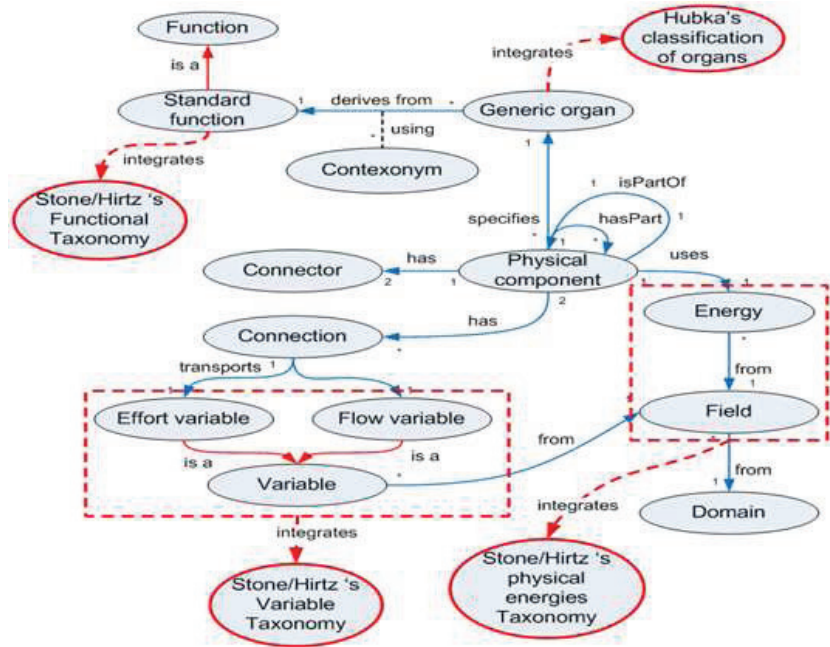 Function
Hubka's
classification
of organs
integrates
is a
Standard
function
1
derives from
*
Generic organ
using
*
integrates
Contexonym
1
1
isPartOf
Stone/Hirtz 's
Functional
Taxonomy
specifies
*
hasPart
1
1
*
uses
Connector
has
2
1
Physical
component
1
1
2
Energy
has
Connection
*
*
transports
1
from
1
*
*
*
Effort variable
Flow variable
Field
from
*
is a
is a
from
Variable
*
integrates
1
Domain
integrates
Stone/Hirtz 's
Variable
Taxonomy
Stone/Hirtz 's
physical
energies
Taxonomy